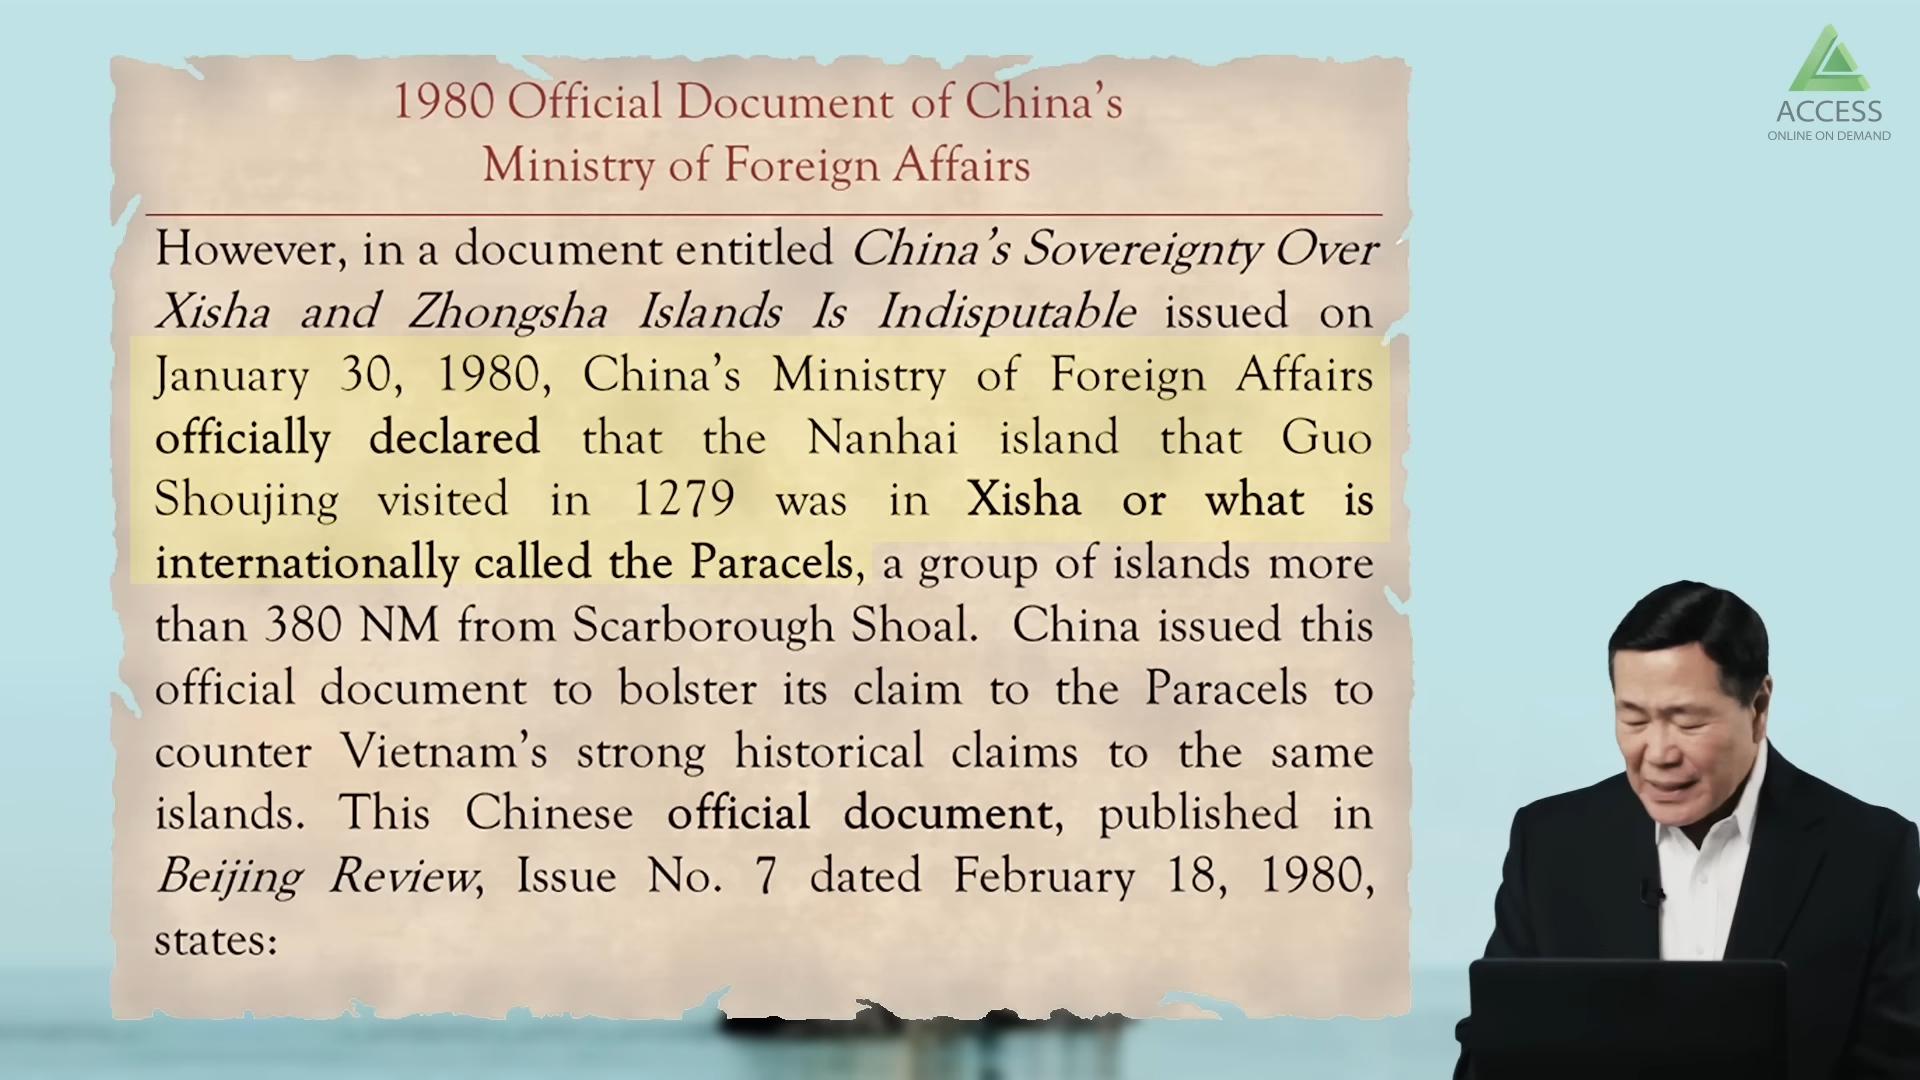 1980 Official Document of China's
Ministry of Foreign Affairs
However, in a document entitled China's Sovereignty Over
Xisha and Zhongsha Islands Is Indisputable issued on
January 30, 1980, China's Ministry of Foreign Affairs
officially declared that the Nanhai island that Guo
Shoujing visited in 1279 was in Xisha or what is
internationally called the Paracels, a group of islands more
than 380 NM from Scarborough Shoal. China issued this
official document to bolster its claim to the Paracels to
counter Vietnam's strong historical claims to the same
islands. This Chinese official document, published in
Beijing Review, Issue No. 7 dated February 18, 1980,
states:
ACCESS
ONLINE ON DEMAND